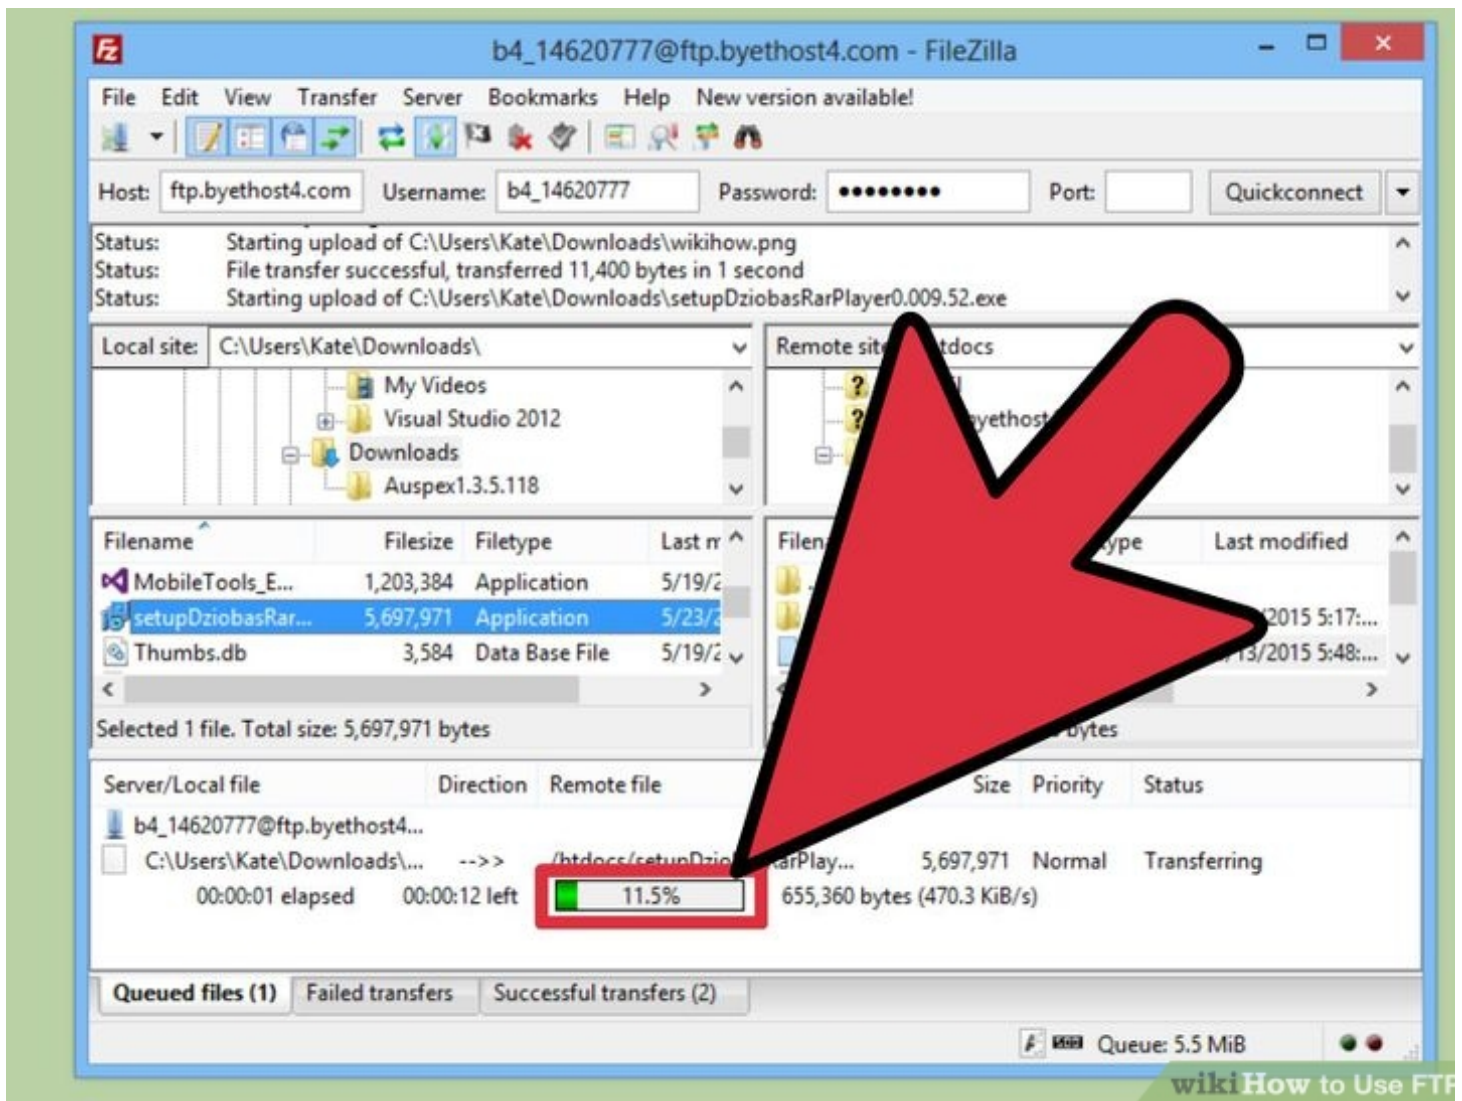 b4_14620777@ftp.byethost4.com - FileZilla
File Edit View Transfer Server Bookmarks Help New version available!
Host: ftp.byethost4.com Username: b4_14620777 Password: ●●●●●●●● Port: Quickconnect
Status: Starting upload of C:\Users\Kate\Downloads\wikihow.png
Status: File transfer successful, transferred 11,400 bytes in 1 second
Status: Starting upload of C:\Users\Kate\Downloads\setupDziobasRarPlayer0.009.52.exe
Local site: C:\Users\Kate\Downloads\
Remote site tdocs
My Videos
Visual Studio 2012
Downloads
Auspex1.3.5.118
Filename Filesize Filetype Last m
Last modified
MobileTools_E... 1,203,384 Application 5/19/2
setupDziobasRar... 5,697,971 Application 5/23/2
2015 5:17:...
Thumbs.db 3,584 Data Base File 5/19/2
13/2015 5:48:...
Selected 1 file. Total size: 5,697,971 bytes
bytes
Server/Local file Direction Remote file Size Priority Status
b4_14620777@ftp.byethost4...
C:\Users\Kate\Downloads\... -->> /htdocs/setupDziobasRarPlay... 5,697,971 Normal Transferring
00:00:01 elapsed 00:00:12 left 11.5% 655,360 bytes (470.3 KiB/s)
Queued files (1) Failed transfers Successful transfers (2)
Queue: 5.5 MiB
wikiHow to Use FTP